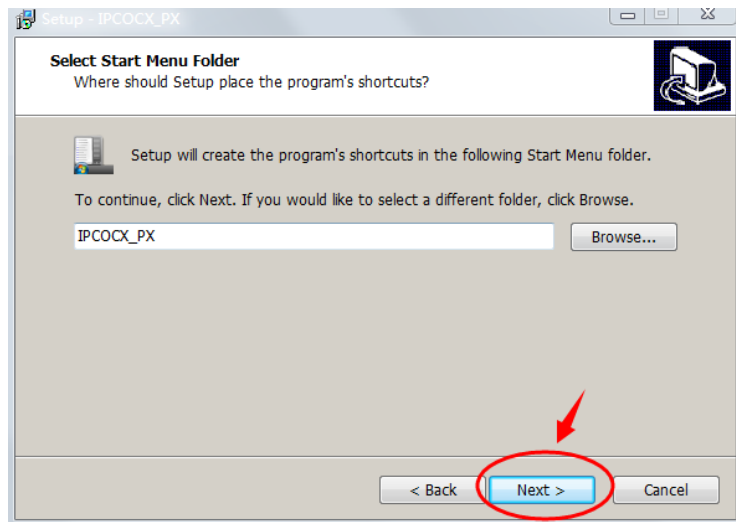 Setup - IPCOCX_PX
Select Start Menu Folder
Where should Setup place the program's shortcuts?
Setup will create the program's shortcuts in the following Start Menu folder.
To continue, click Next. If you would like to select a different folder, click Browse.
IPCOCX_PX
Browse...
< Back
Next >
Cancel